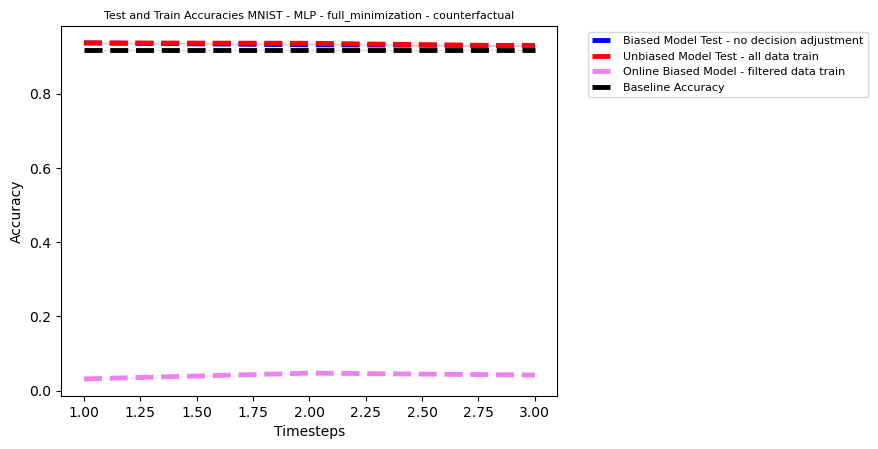 Test and Train Accuracies MNIST - MLP - full_minimization - counterfactual
Biased Model Test - no decision adjustment
Unbiased Model Test - all data train
Online Biased Model - filtered data train
Baseline Accuracy
Accuracy
0.8
0.6
0.4
0.2
0.0
1.00 1.25 1.50 1.75 2.00 2.25 2.50 2.75 3.00
Timesteps